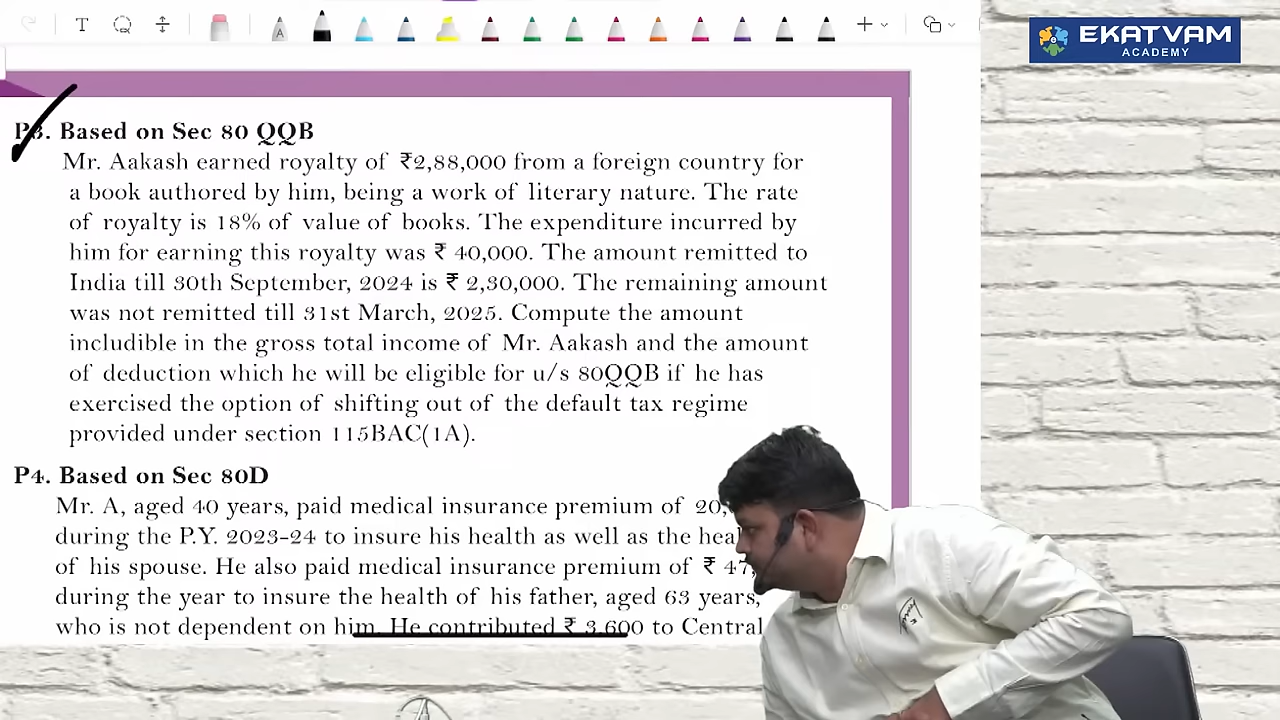 EKATVAM
ACADEMY
P3. Based on Sec 80 QQB
Mr. Aakash earned royalty of ₹2,88,000 from a foreign country for
a book authored by him, being a work of literary nature. The rate
of royalty is 18% of value of books. The expenditure incurred by
him for earning this royalty was ₹ 40,000. The amount remitted to
India till 30th September, 2024 is ₹ 2,30,000. The remaining amount
was not remitted till 31st March, 2025. Compute the amount
includible in the gross total income of Mr. Aakash and the amount
of deduction which he will be eligible for u/s 80QQB if he has
exercised the option of shifting out of the default tax regime
provided under section 115BAC(1A).
P4. Based on Sec 80D
Mr. A, aged 40 years, paid medical insurance premium of 20,
during the P.Y. 2023-24 to insure his health as well as the
of his spouse. He also paid medical insurance premium of ₹ 47,
during the year to insure the health of his father, aged 63 years,
who is not dependent on him. He contributed ₹ 3,600 to Central